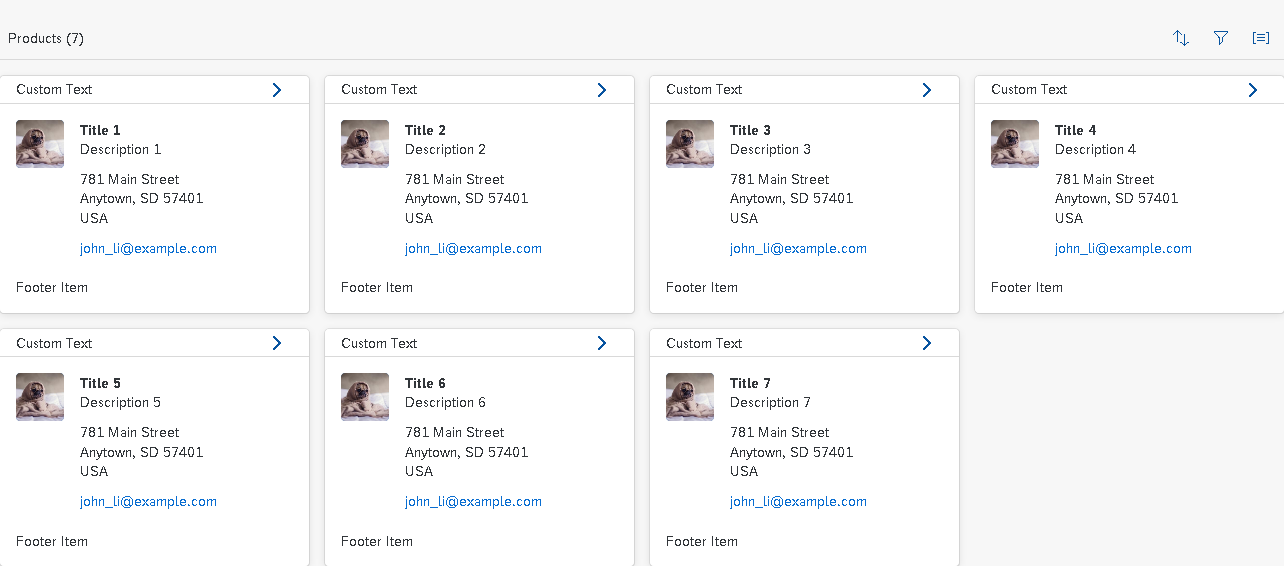 Products (7)
Custom Text
Title 1
Description 1
781 Main Street
Anytown, SD 57401
USA
john_li@example.com
Footer Item
Custom Text
Title 2
Description 2
781 Main Street
Anytown, SD 57401
USA
john_li@example.com
Footer Item
Custom Text
Title 3
Description 3
781 Main Street
Anytown, SD 57401
USA
john_li@example.com
Footer Item
Custom Text
Title 4
Description 4
781 Main Street
Anytown, SD 57401
USA
john_li@example.com
Footer Item
Custom Text
Title 5
Description 5
781 Main Street
Anytown, SD 57401
USA
john_li@example.com
Footer Item
Custom Text
Title 6
Description 6
781 Main Street
Anytown, SD 57401
USA
john_li@example.com
Footer Item
Custom Text
Title 7
Description 7
781 Main Street
Anytown, SD 57401
USA
john_li@example.com
Footer Item